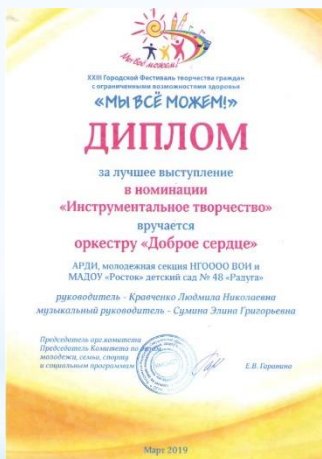 Мы всё можем!
XXIII Городской Фестиваль творчества граждан
с ограниченными возможностями здоровья
«МЫ ВСЁ МОЖЕМ!»
ДИПЛОМ
за лучшее выступление
в номинации
«Инструментальное творчество»
вручается
оркестру «Доброе сердце»
АРДИ, молодежная секция НГОООО ВОИ и
МАДОУ «Росток» детский сад № 48 «Радуга»
руководитель - Кравченко Людмила Николаевна
музыкальный руководитель - Сумина Элина Григорьевна
Председатель оргкомитета
Председатель Комитета по делам
молодежи, семье, спорту
и социальным программам
Е.В.
Март 2019